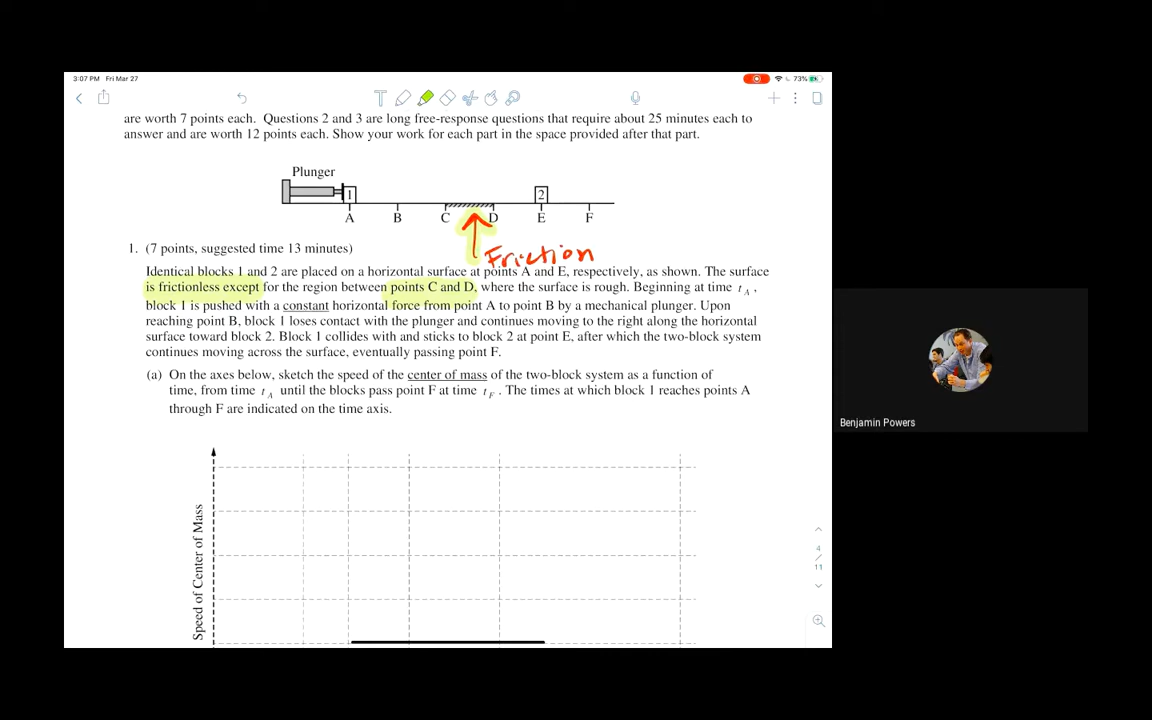 3:07 PM Fri Mar 27
73%
are worth 7 points each. Questions 2 and 3 are long free-response questions that require about 25 minutes each to
answer and are worth 12 points each. Show your work for each part in the space provided after that part.
Plunger
1
2
A B C D E F
Friction
1. (7 points, suggested time 13 minutes)
Identical blocks 1 and 2 are placed on a horizontal surface at points A and E, respectively, as shown. The surface
is frictionless except for the region between points C and D, where the surface is rough. Beginning at time t A ,
block 1 is pushed with a constant horizontal force from point A to point B by a mechanical plunger. Upon
reaching point B, block 1 loses contact with the plunger and continues moving to the right along the horizontal
surface toward block 2. Block 1 collides with and sticks to block 2 at point E, after which the two-block system
continues moving across the surface, eventually passing point F.
(a) On the axes below, sketch the speed of the center of mass of the two-block system as a function of
time, from time t A until the blocks pass point F at time t F . The times at which block 1 reaches points A
through F are indicated on the time axis.
Speed of Center of Mass
4
/
11
Benjamin Powers